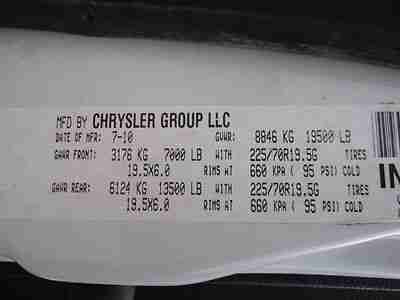 MFD BY CHRYSLER GROUP LLC
DATE OF MFR: 7-10 GVWR: 8846 KG 19500 LB
GAWR FRONT: 3176 KG 7000 LB WITH 225/70R19.5G TIRES
19.5X6.0 RIMS AT 660 KPA ( 95 PSI) COLD
GAWR REAR: 6124 KG 13500 LB WITH 225/70R19.5G TIRES
19.5X6.0 RIMS AT 660 KPA ( 95 PSI) COLD